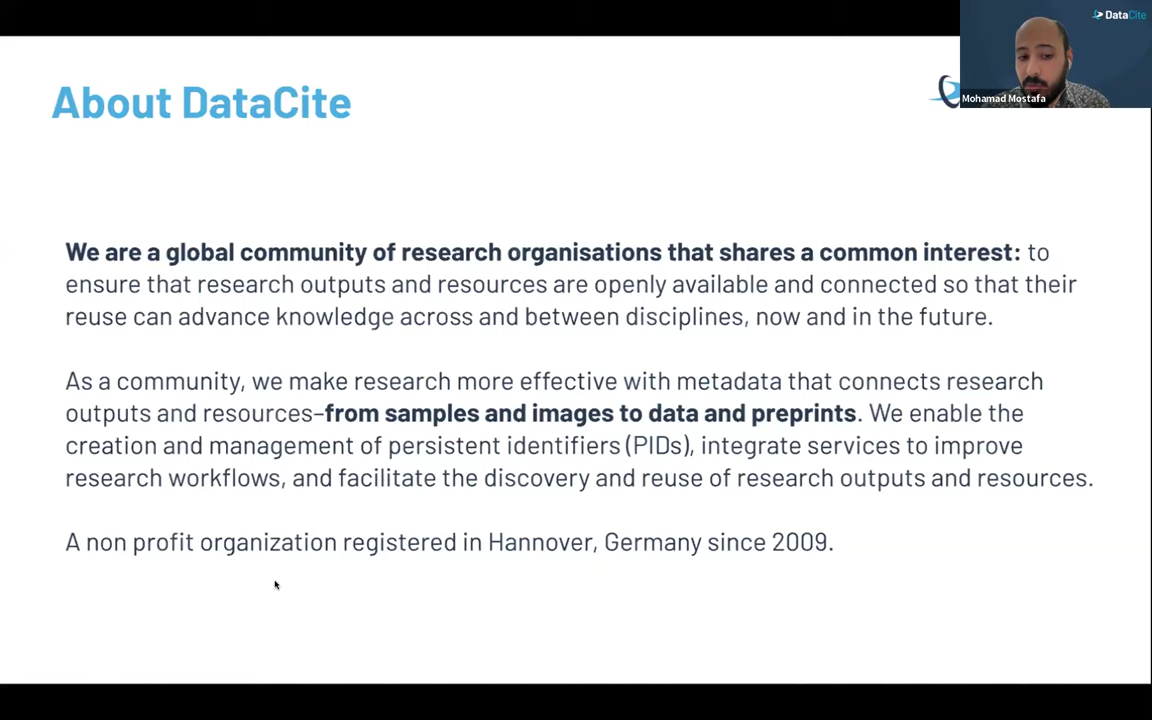 DataCite
About DataCite
Mohamad Mostafa
We are a global community of research organisations that shares a common interest: to
ensure that research outputs and resources are openly available and connected so that their
reuse can advance knowledge across and between disciplines, now and in the future.
As a community, we make research more effective with metadata that connects research
outputs and resources–from samples and images to data and preprints. We enable the
creation and management of persistent identifiers (PIDs), integrate services to improve
research workflows, and facilitate the discovery and reuse of research outputs and resources.
A non profit organization registered in Hannover, Germany since 2009.